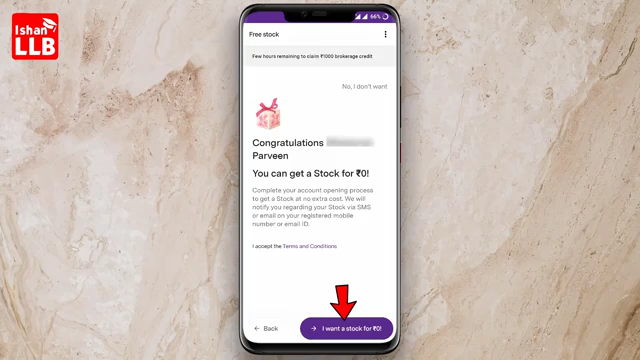 Ishan
LLB
66%
Free stock
Few hours remaining to claim ₹1000 brokerage credit
No, I don't want
Congratulations
Parveen
You can get a Stock for ₹0!
Complete your account opening process
to get a Stock at no extra cost. We will
notify you regarding your Stock via SMS
or email on your registered mobile
number or email ID.
I accept the Terms and Conditions
Back
I want a stock for ₹0!